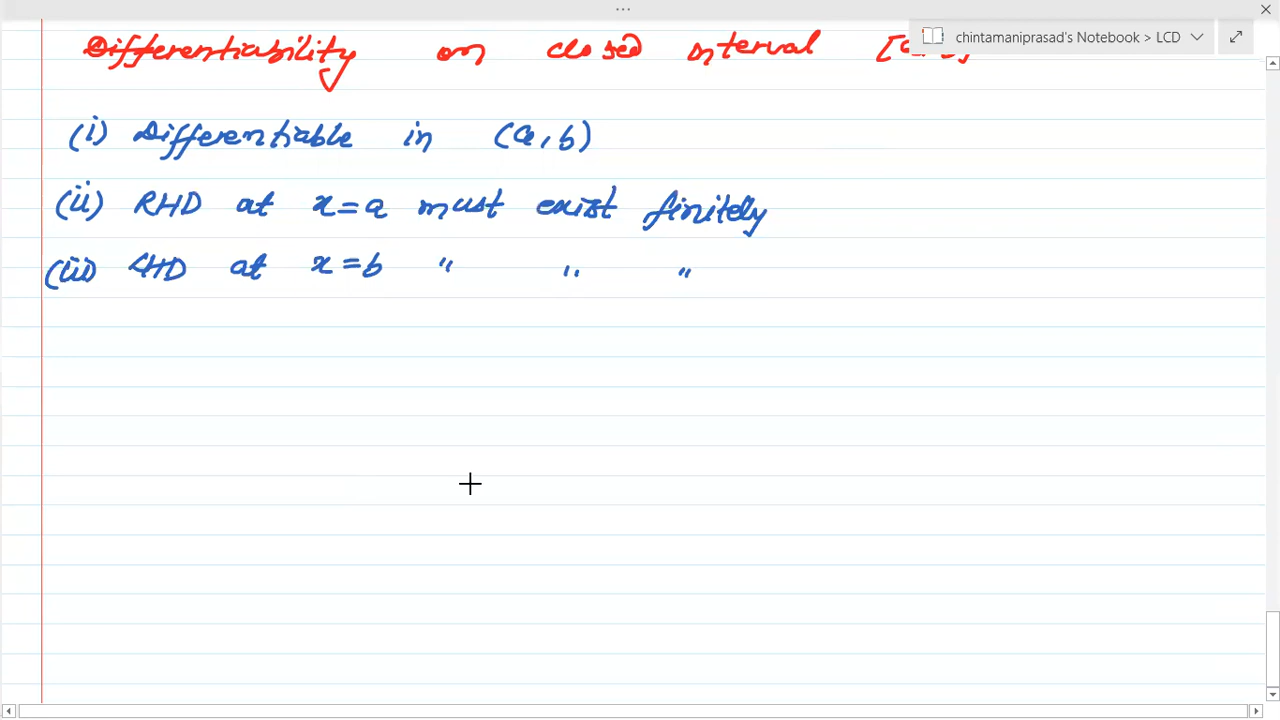 chintamaniprasad's Notebook > LCD
Differentiability on closed interval
(i) Differentiable in (a, b)
(ii) RHD at x = a must exist finitely
(iii) LHD at x = b " " "